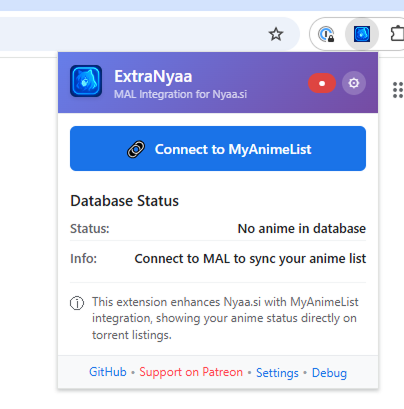 ExtraNyaa
MAL Integration for Nyaa.si
Connect to MyAnimeList
Database Status
Status: No anime in database
Info: Connect to MAL to sync your anime list
This extension enhances Nyaa.si with MyAnimeList
integration, showing your anime status directly on
torrent listings.
GitHub • Support on Patreon • Settings • Debug